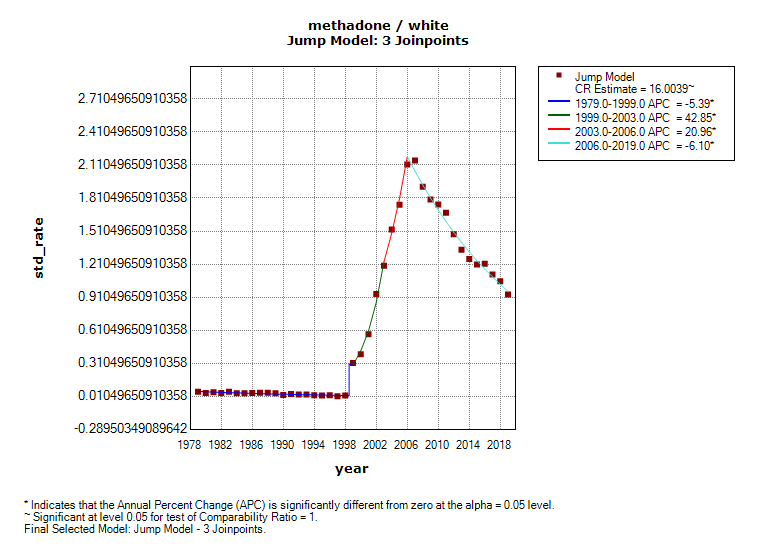 methadone / white
Jump Model: 3 Joinpoints
2.71049650910358
2.41049650910358
2.11049650910358
1.81049650910358
1.51049650910358
1.21049650910358
0.91049650910358
0.61049650910358
0.31049650910358
0.01049650910358
-0.28950349089642
1978 1982 1986 1990 1994 1998 2002 2006 2010 2014 2018
std_rate
year
Jump Model
CR Estimate = 16.0039~
1979.0-1999.0 APC = -5.39*
1999.0-2003.0 APC = 42.85*
2003.0-2006.0 APC = 20.96*
2006.0-2019.0 APC = -6.10*
* Indicates that the Annual Percent Change (APC) is significantly different from zero at the alpha = 0.05 level.
~ Significant at level 0.05 for test of Comparability Ratio = 1.
Final Selected Model: Jump Model - 3 Joinpoints.